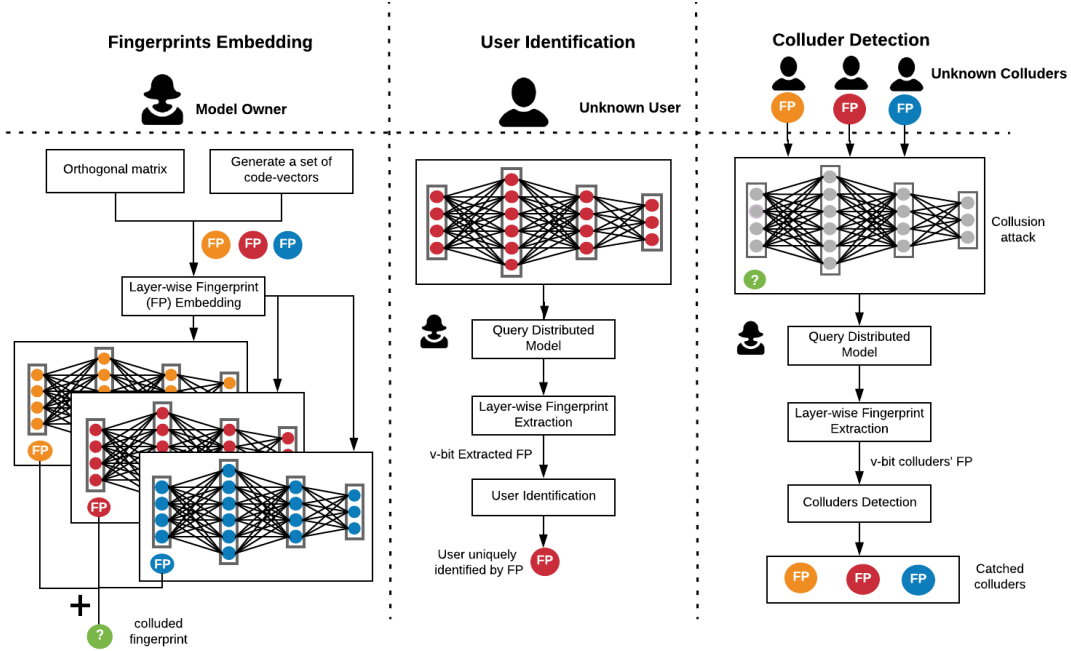 Fingerprints Embedding
Model Owner
Orthogonal matrix
Generate a set of
code-vectors
FP FP FP
Layer-wise Fingerprint
(FP) Embedding
FP
FP
FP
+
?
colluded
fingerprint
User Identification
Unknown User
Query Distributed
Model
Layer-wise Fingerprint
Extraction
v-bit Extracted FP
User Identification
User uniquely
identified by FP
FP
Colluder Detection
Unknown Colluders
FP FP FP
Collusion
attack
?
Query Distributed
Model
Layer-wise Fingerprint
Extraction
v-bit colluders' FP
Colluders Detection
FP FP FP
Catched
colluders